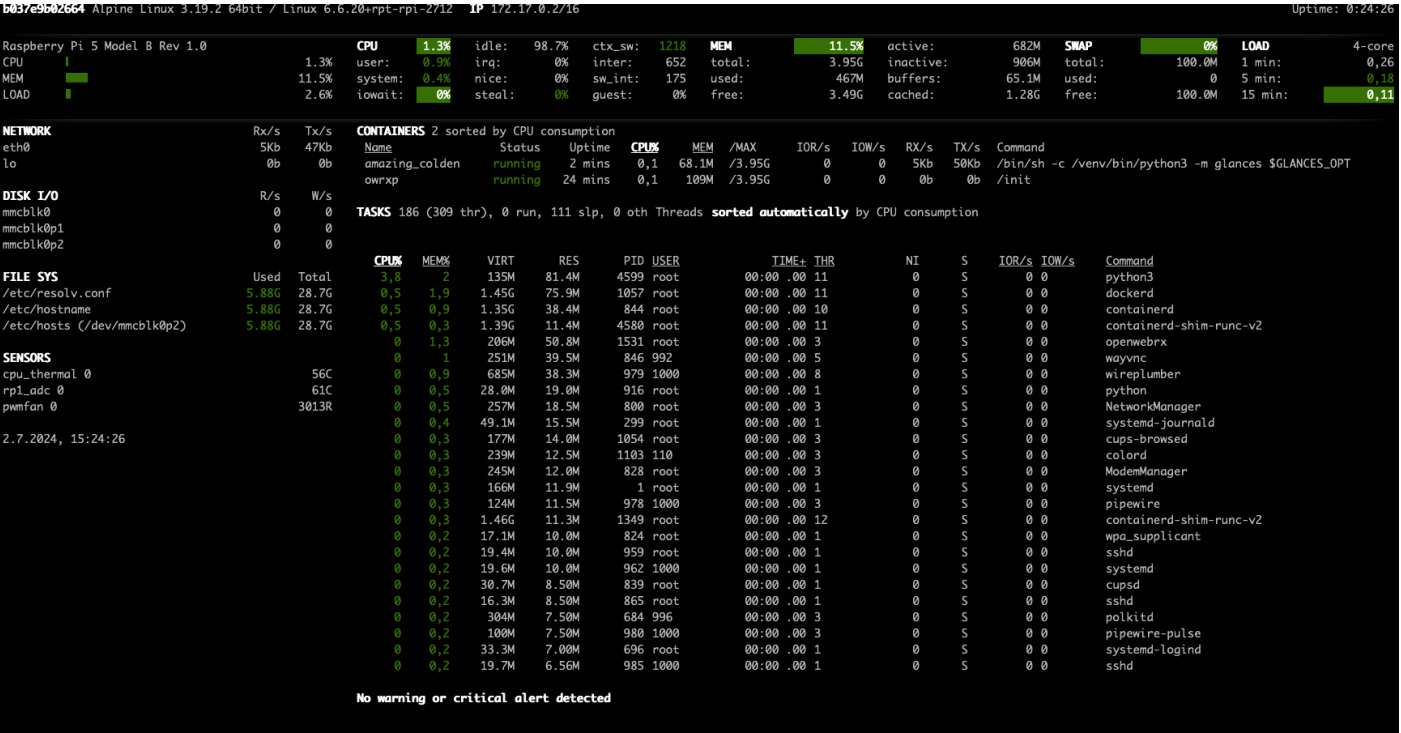 b037e9b02664 Alpine Linux 3.19.2 64bit / Linux 6.6.20+rpt-rpi-2712 IP 172.17.0.2/16 Uptime: 0:24:26
Raspberry Pi 5 Model B Rev 1.0 CPU 1.3% idle: 98.7% ctx_sw: 1218 MEM 11.5% active: 682M SWAP 0% LOAD 4-core
CPU 1.3% user: 0.9% irq: 0% inter: 652 total: 3.95G inactive: 906M total: 100.0M 1 min: 0,26
MEM 11.5% system: 0.4% nice: 0% sw_int: 175 used: 467M buffers: 65.1M used: 0 5 min: 0,18
LOAD 2.6% iowait: 0% steal: 0% guest: 0% free: 3.49G cached: 1.28G free: 100.0M 15 min: 0,11
NETWORK Rx/s Tx/s CONTAINERS 2 sorted by CPU consumption
eth0 5Kb 47Kb Name Status Uptime CPU% MEM /MAX IOR/s IOW/s RX/s TX/s Command
lo 0b 0b amazing_colden running 2 mins 0,1 68.1M /3.95G 0 0 5Kb 50Kb /bin/sh -c /venv/bin/python3 -m glances $GLANCES_OPT
owrxp running 24 mins 0,1 109M /3.95G 0 0 0b 0b /init
DISK I/O R/s W/s
mmcblk0 0 0 TASKS 186 (309 thr), 0 run, 111 slp, 0 oth Threads sorted automatically by CPU consumption
mmcblk0p1 0 0
mmcblk0p2 0 0
CPU% MEM% VIRT RES PID USER TIME+ THR NI S IOR/s IOW/s Command
FILE SYS Used Total 3,8 2 135M 81.4M 4599 root 00:00 .00 11 0 S 0 0 python3
/etc/resolv.conf 5.88G 28.7G 0,5 1,9 1.45G 75.9M 1057 root 00:00 .00 11 0 S 0 0 dockerd
/etc/hostname 5.88G 28.7G 0,5 0,9 1.35G 38.4M 844 root 00:00 .00 10 0 S 0 0 containerd
/etc/hosts (/dev/mmcblk0p2) 5.88G 28.7G 0,5 0,3 1.39G 11.4M 4580 root 00:00 .00 11 0 S 0 0 containerd-shim-runc-v2
0 1,3 206M 50.8M 1531 root 00:00 .00 3 0 S 0 0 openwebrx
SENSORS 0 1 251M 39.5M 846 992 00:00 .00 5 0 S 0 0 wayvnc
cpu_thermal 0 56C 0 0,9 685M 38.3M 979 1000 00:00 .00 8 0 S 0 0 wireplumber
rp1_adc 0 61C 0 0,5 28.0M 19.0M 916 root 00:00 .00 1 0 S 0 0 python
pwmfan 0 3013R 0 0,5 257M 18.5M 800 root 00:00 .00 3 0 S 0 0 NetworkManager
0 0,4 49.1M 15.5M 299 root 00:00 .00 1 0 S 0 0 systemd-journald
2.7.2024, 15:24:26 0 0,3 177M 14.0M 1054 root 00:00 .00 3 0 S 0 0 cups-browsed
0 0,3 239M 12.5M 1103 110 00:00 .00 3 0 S 0 0 colord
0 0,3 245M 12.0M 828 root 00:00 .00 3 0 S 0 0 ModemManager
0 0,3 166M 11.9M 1 root 00:00 .00 1 0 S 0 0 systemd
0 0,3 124M 11.5M 978 1000 00:00 .00 3 0 S 0 0 pipewire
0 0,3 1.46G 11.3M 1349 root 00:00 .00 12 0 S 0 0 containerd-shim-runc-v2
0 0,2 17.1M 10.0M 824 root 00:00 .00 1 0 S 0 0 wpa_supplicant
0 0,2 19.4M 10.0M 959 root 00:00 .00 1 0 S 0 0 sshd
0 0,2 19.6M 10.0M 962 1000 00:00 .00 1 0 S 0 0 systemd
0 0,2 30.7M 8.50M 839 root 00:00 .00 1 0 S 0 0 cupsd
0 0,2 16.3M 8.50M 865 root 00:00 .00 1 0 S 0 0 sshd
0 0,2 304M 7.50M 684 996 00:00 .00 3 0 S 0 0 polkitd
0 0,2 100M 7.50M 980 1000 00:00 .00 3 0 S 0 0 pipewire-pulse
0 0,2 33.3M 7.00M 696 root 00:00 .00 1 0 S 0 0 systemd-logind
0 0,2 19.7M 6.56M 985 1000 00:00 .00 1 0 S 0 0 sshd
No warning or critical alert detected